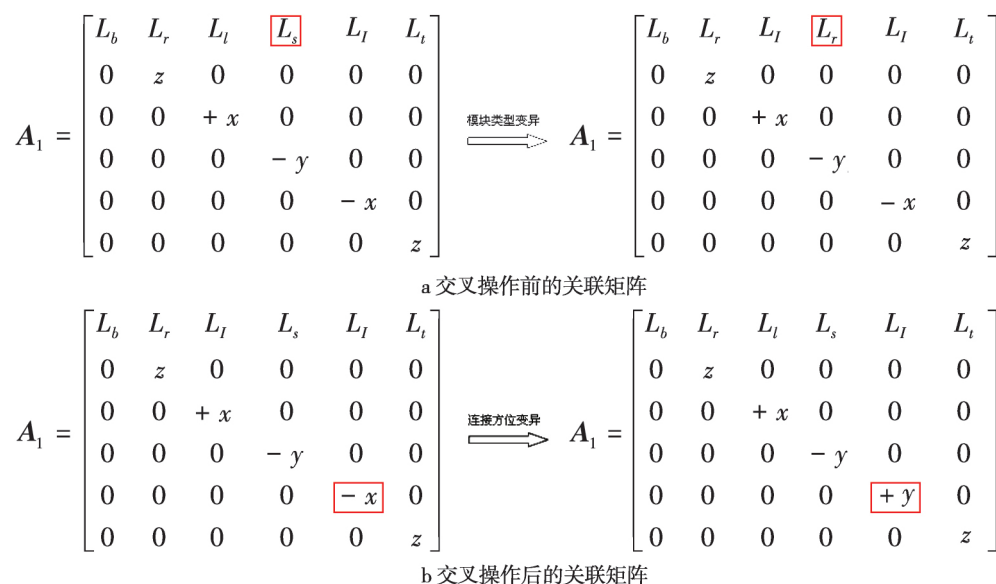 L_b L_r L_l L_s L_I L_t L_b L_r L_I L_r L_I L_t
0 z 0 0 0 0 0 z 0 0 0 0
0 0 + x 0 0 0 模块类型变异 0 0 + x 0 0 0
A_1 = A_1 =
0 0 0 - y 0 0 0 0 0 - y 0 0
0 0 0 0 - x 0 0 0 0 0 - x 0
0 0 0 0 0 z 0 0 0 0 0 z
a 交叉操作前的关联矩阵
L_b L_r L_I L_s L_I L_t L_b L_r L_l L_s L_I L_t
0 z 0 0 0 0 0 z 0 0 0 0
0 0 + x 0 0 0 连接方位变异 0 0 + x 0 0 0
A_1 = A_1 =
0 0 0 - y 0 0 0 0 0 - y 0 0
0 0 0 0 - x 0 0 0 0 0 + y 0
0 0 0 0 0 z 0 0 0 0 0 z
b 交叉操作后的关联矩阵